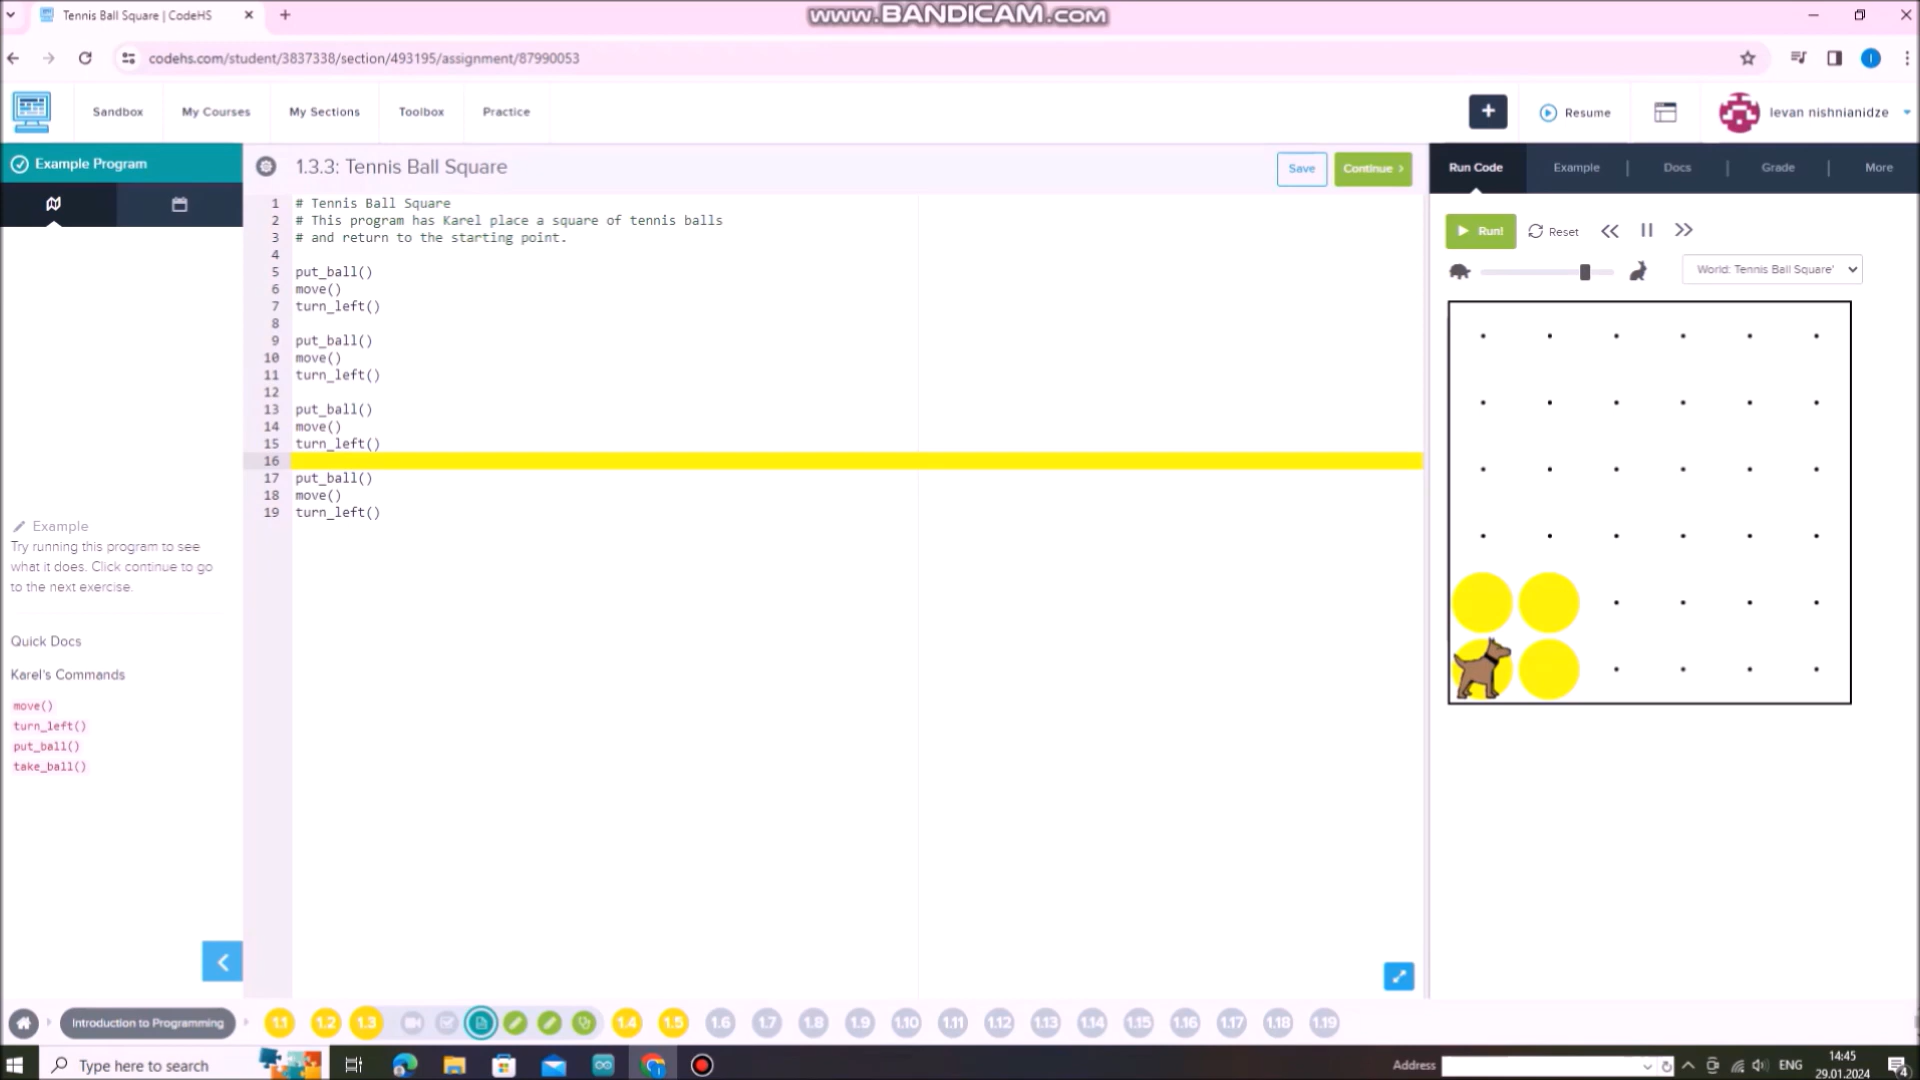 Tennis Ball Square | CodeHS
www.BANDICAM.com
codehs.com/student/3837338/section/493195/assignment/87990053
I
Sandbox
My Courses
My Sections
Toolbox
Practice
+
Resume
levan nishnianidze
Example Program
1.3.3: Tennis Ball Square
Save
Continue >
Run Code
Example
Docs
Grade
More
1 # Tennis Ball Square
2 # This program has Karel place a square of tennis balls
3 # and return to the starting point.
4
5 put_ball()
6 move()
7 turn_left()
8
9 put_ball()
10 move()
11 turn_left()
12
13 put_ball()
14 move()
15 turn_left()
16
17 put_ball()
18 move()
19 turn_left()
Run!
Reset
World: Tennis Ball Square'
Example
Try running this program to see
what it does. Click continue to go
to the next exercise.
Quick Docs
Karel's Commands
move()
turn_left()
put_ball()
take_ball()
Introduction to Programming
1.1
1.2
1.3
1.4
1.5
1.6
1.7
1.8
1.9
1.10
1.11
1.12
1.13
1.14
1.15
1.16
1.17
1.18
1.19
Type here to search
Address
ENG
14:45
29.01.2024
4